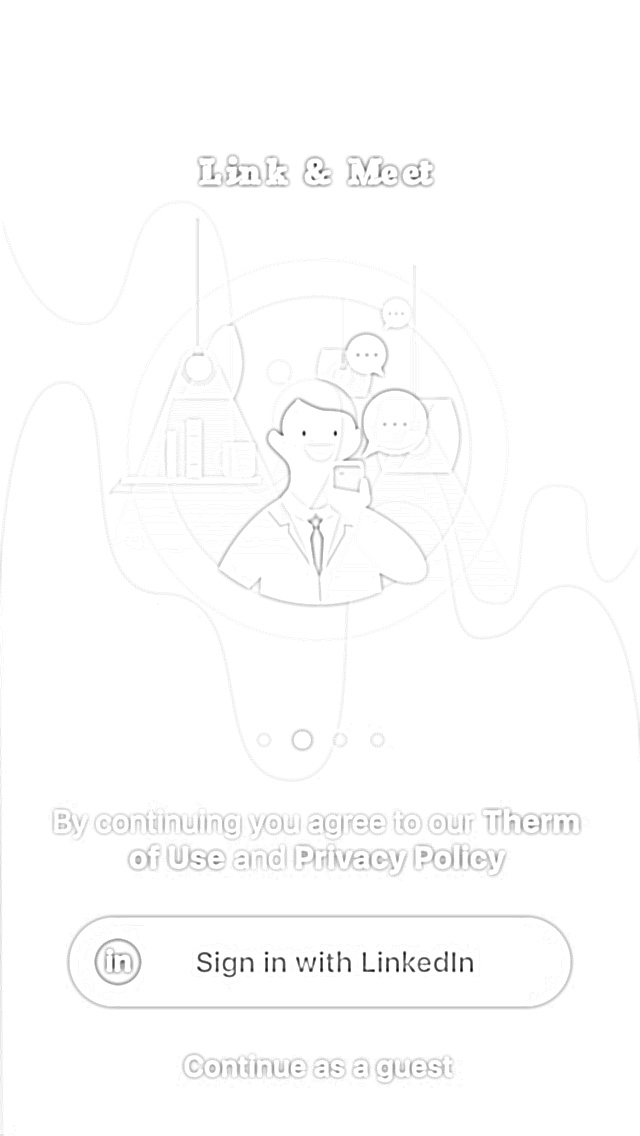 Link & Meet
By continuing you agree to our Therm
of Use and Privacy Policy
in Sign in with LinkedIn
Continue as a guest